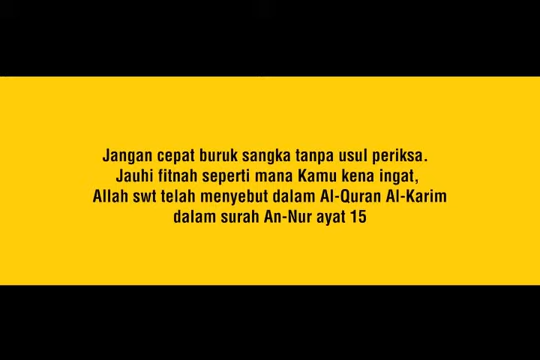 Jangan cepat buruk sangka tanpa usul periksa.
Jauhi fitnah seperti mana Kamu kena ingat,
Allah swt telah menyebut dalam Al-Quran Al-Karim
dalam surah An-Nur ayat 15